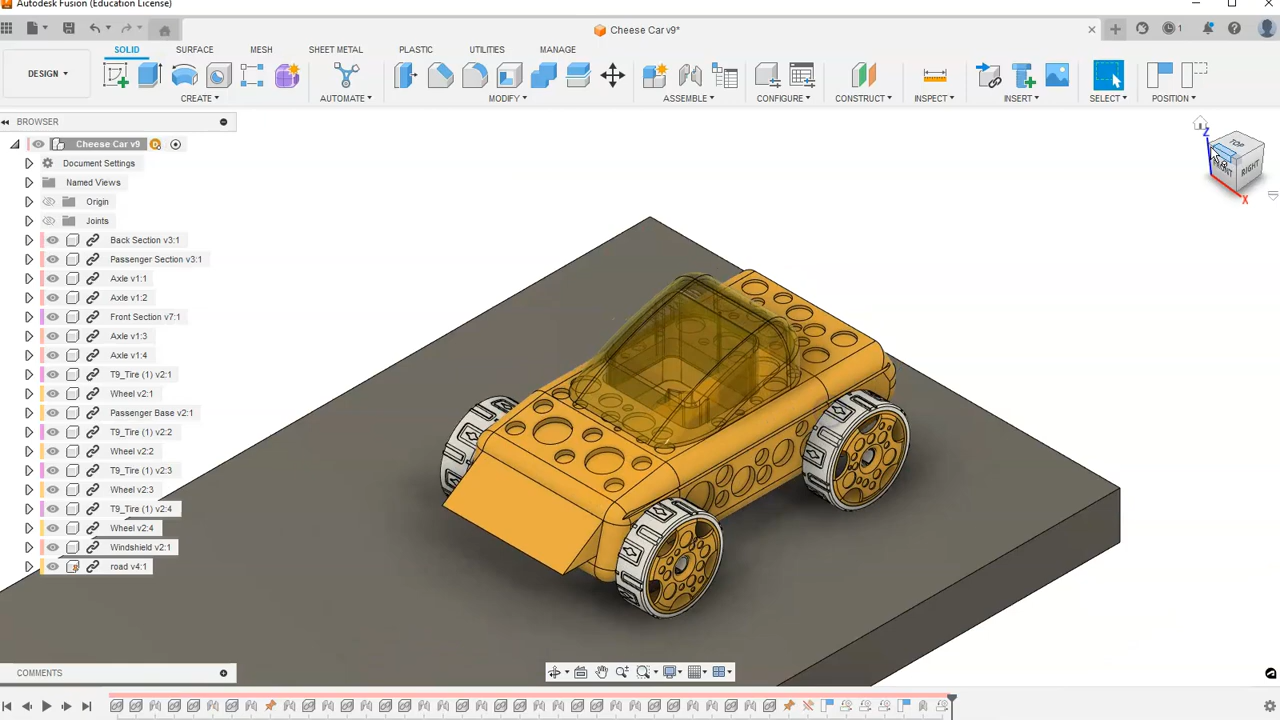 Autodesk Fusion (Education License)
Cheese Car v9*
1
SOLID SURFACE MESH SHEET METAL PLASTIC UTILITIES MANAGE
DESIGN
CREATE AUTOMATE MODIFY ASSEMBLE CONFIGURE CONSTRUCT INSPECT INSERT SELECT POSITION
BROWSER
Cheese Car v9
Document Settings
Named Views
Origin
Joints
Back Section v3:1
Passenger Section v3:1
Axle v1:1
Axle v1:2
Front Section v7:1
Axle v1:3
Axle v1:4
T9_Tire (1) v2:1
Wheel v2:1
Passenger Base v2:1
T9_Tire (1) v2:2
Wheel v2:2
T9_Tire (1) v2:3
Wheel v2:3
T9_Tire (1) v2:4
Wheel v2:4
Windshield v2:1
road v4:1
Z
TOP
RIGHT
X
COMMENTS